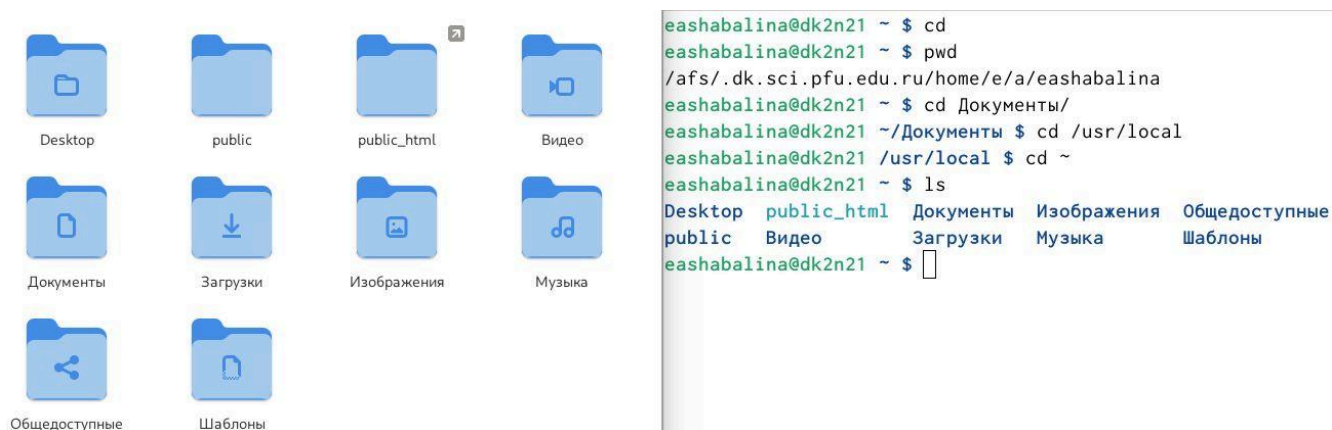 Desktop public public_html Видео
Документы Загрузки Изображения Музыка
Общедоступные Шаблоны
eashabalina@dk2n21 ~ $ cd
eashabalina@dk2n21 ~ $ pwd
/afs/.dk.sci.pfu.edu.ru/home/e/a/eashabalina
eashabalina@dk2n21 ~ $ cd Документы/
eashabalina@dk2n21 ~/Документы $ cd /usr/local
eashabalina@dk2n21 /usr/local $ cd ~
eashabalina@dk2n21 ~ $ ls
Desktop public_html Документы Изображения Общедоступные
public Видео Загрузки Музыка Шаблоны
eashabalina@dk2n21 ~ $